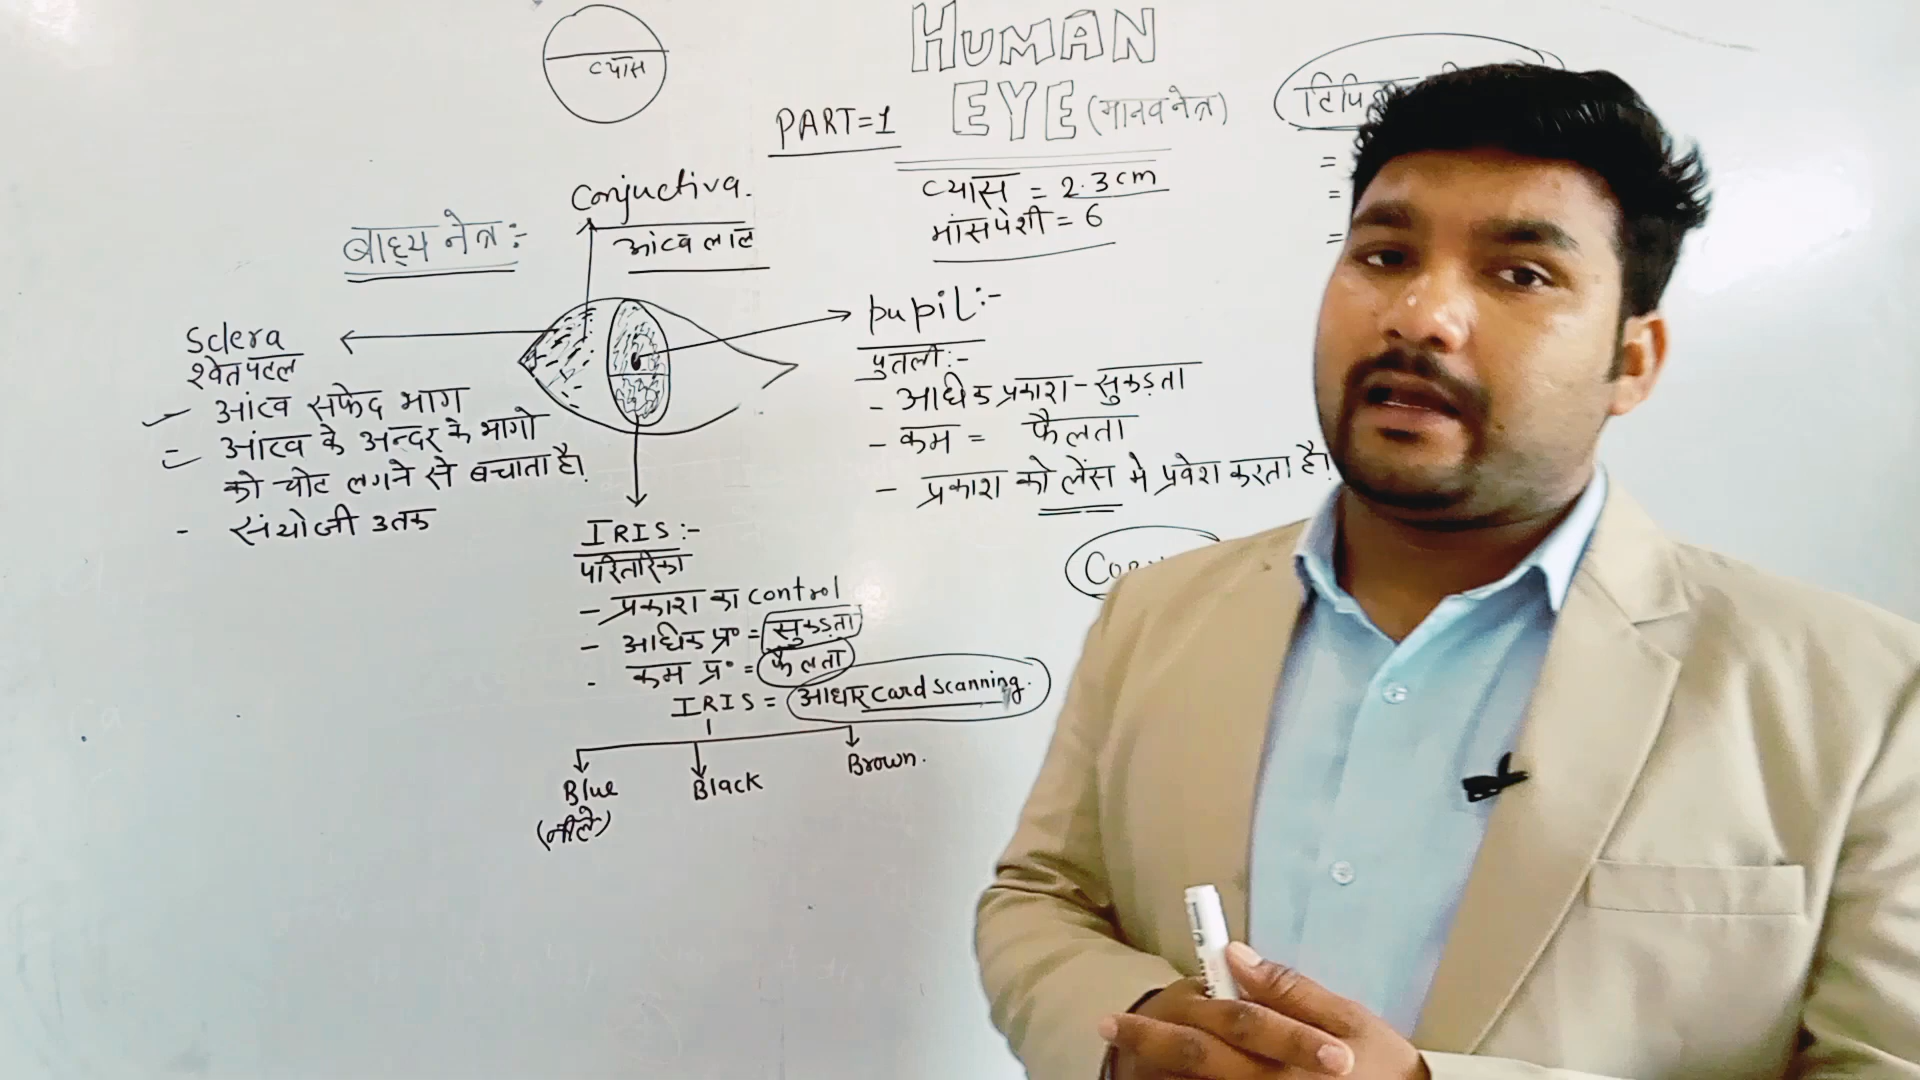 व्यास
HUMAN
EYE (मानव नेत्र)
PART=1
व्यास = 2.3cm
मांसपेशी = 6
Conjuctiva.
आंख लाल
बाह्य नेत्र :-
Sclera
श्वेत पटल
आंख सफेद भाग
= आंख के अन्दर के भागो
को चोट लगने से बचाता है।
- संयोजी उतक
pupil:-
पुतली:-
- अधिक प्रकाश - सुकड़ता
- कम = फैलता
- प्रकाश को लेंस मे प्रवेश करता है।
IRIS:-
परितारिका
- प्रकाश का control
- अधिक प्र° = सुकड़ता
- कम प्र° = फैलता
IRIS = आधार card scanning.
Blue
Black
Brown.
(नीले)